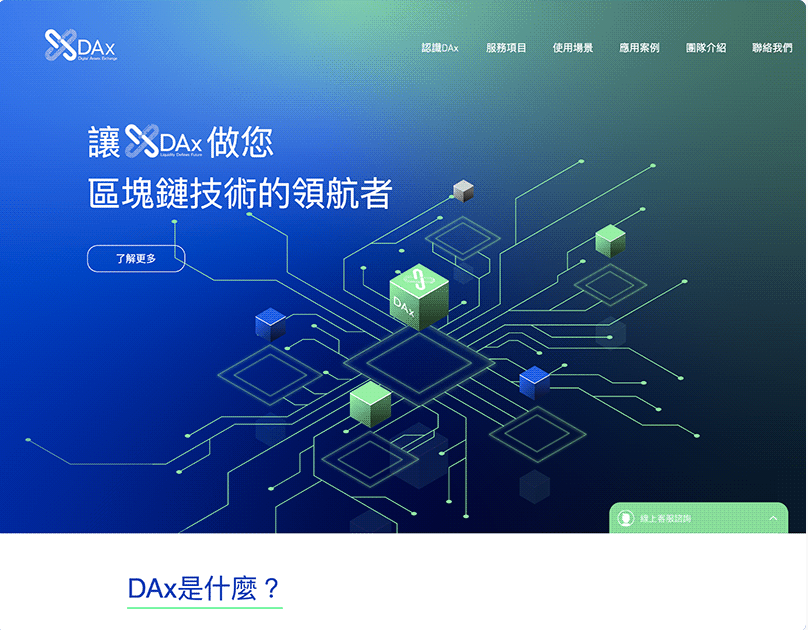 DAx
Digital Assets Exchange
認識DAx 服務項目 使用場景 應用案例 團隊介紹 聯絡我們
讓DAx做您
Liquidity Defines Future
區塊鏈技術的領航者
了解更多
DAx
線上客服諮詢
DAx是什麼？